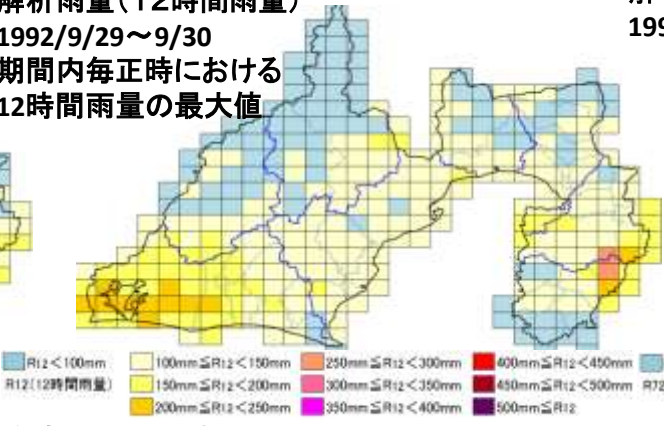 解析雨量(12時間雨量)
1992/9/29～9/30
期間内毎正時における
12時間雨量の最大値
199
R12＜100mm
100mm≦R12＜150mm
250mm≦R12＜300mm
400mm≦R12＜450mm
R12(12時間雨量)
150mm≦R12＜200mm
300mm≦R12＜350mm
450mm≦R12＜500mm
R72
200mm≦R12＜250mm
350mm≦R12＜400mm
500mm≦R12